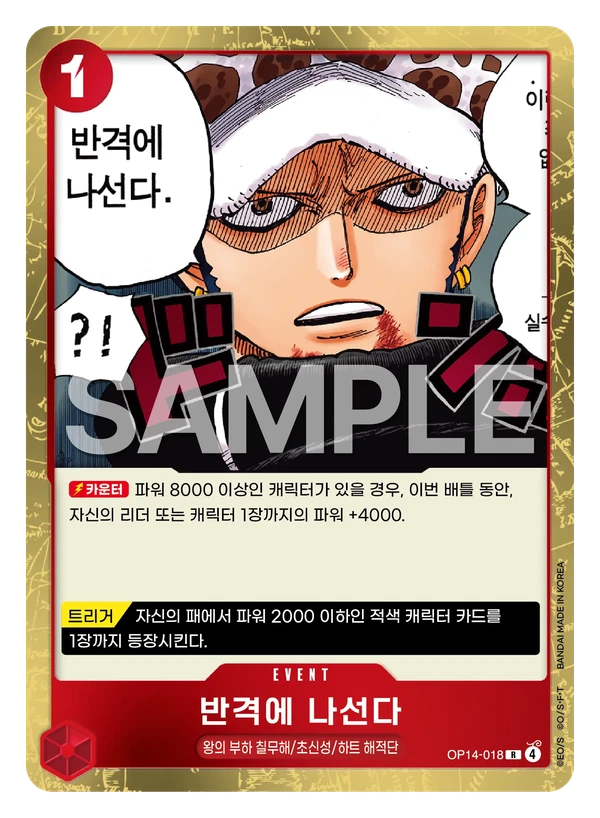 1
반격에
나선다.
?!
SAMPLE
카운터 파워 8000 이상인 캐릭터가 있을 경우, 이번 배틀 동안,
자신의 리더 또는 캐릭터 1장까지의 파워 +4000.
트리거 자신의 패에서 파워 2000 이하인 적색 캐릭터 카드를
1장까지 등장시킨다.
EVENT
반격에 나선다
왕의 부하 칠무해/초신성/하트 해적단
OP14-018 R 4
©EO/S ©O/S·F·T BANDAI MADE IN KOREA